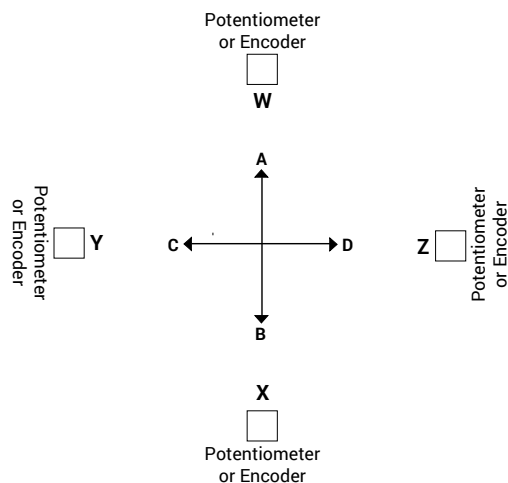 Potentiometer
or Encoder
W
A
Potentiometer
or Encoder
Y
C
D
Z
Potentiometer
or Encoder
B
X
Potentiometer
or Encoder